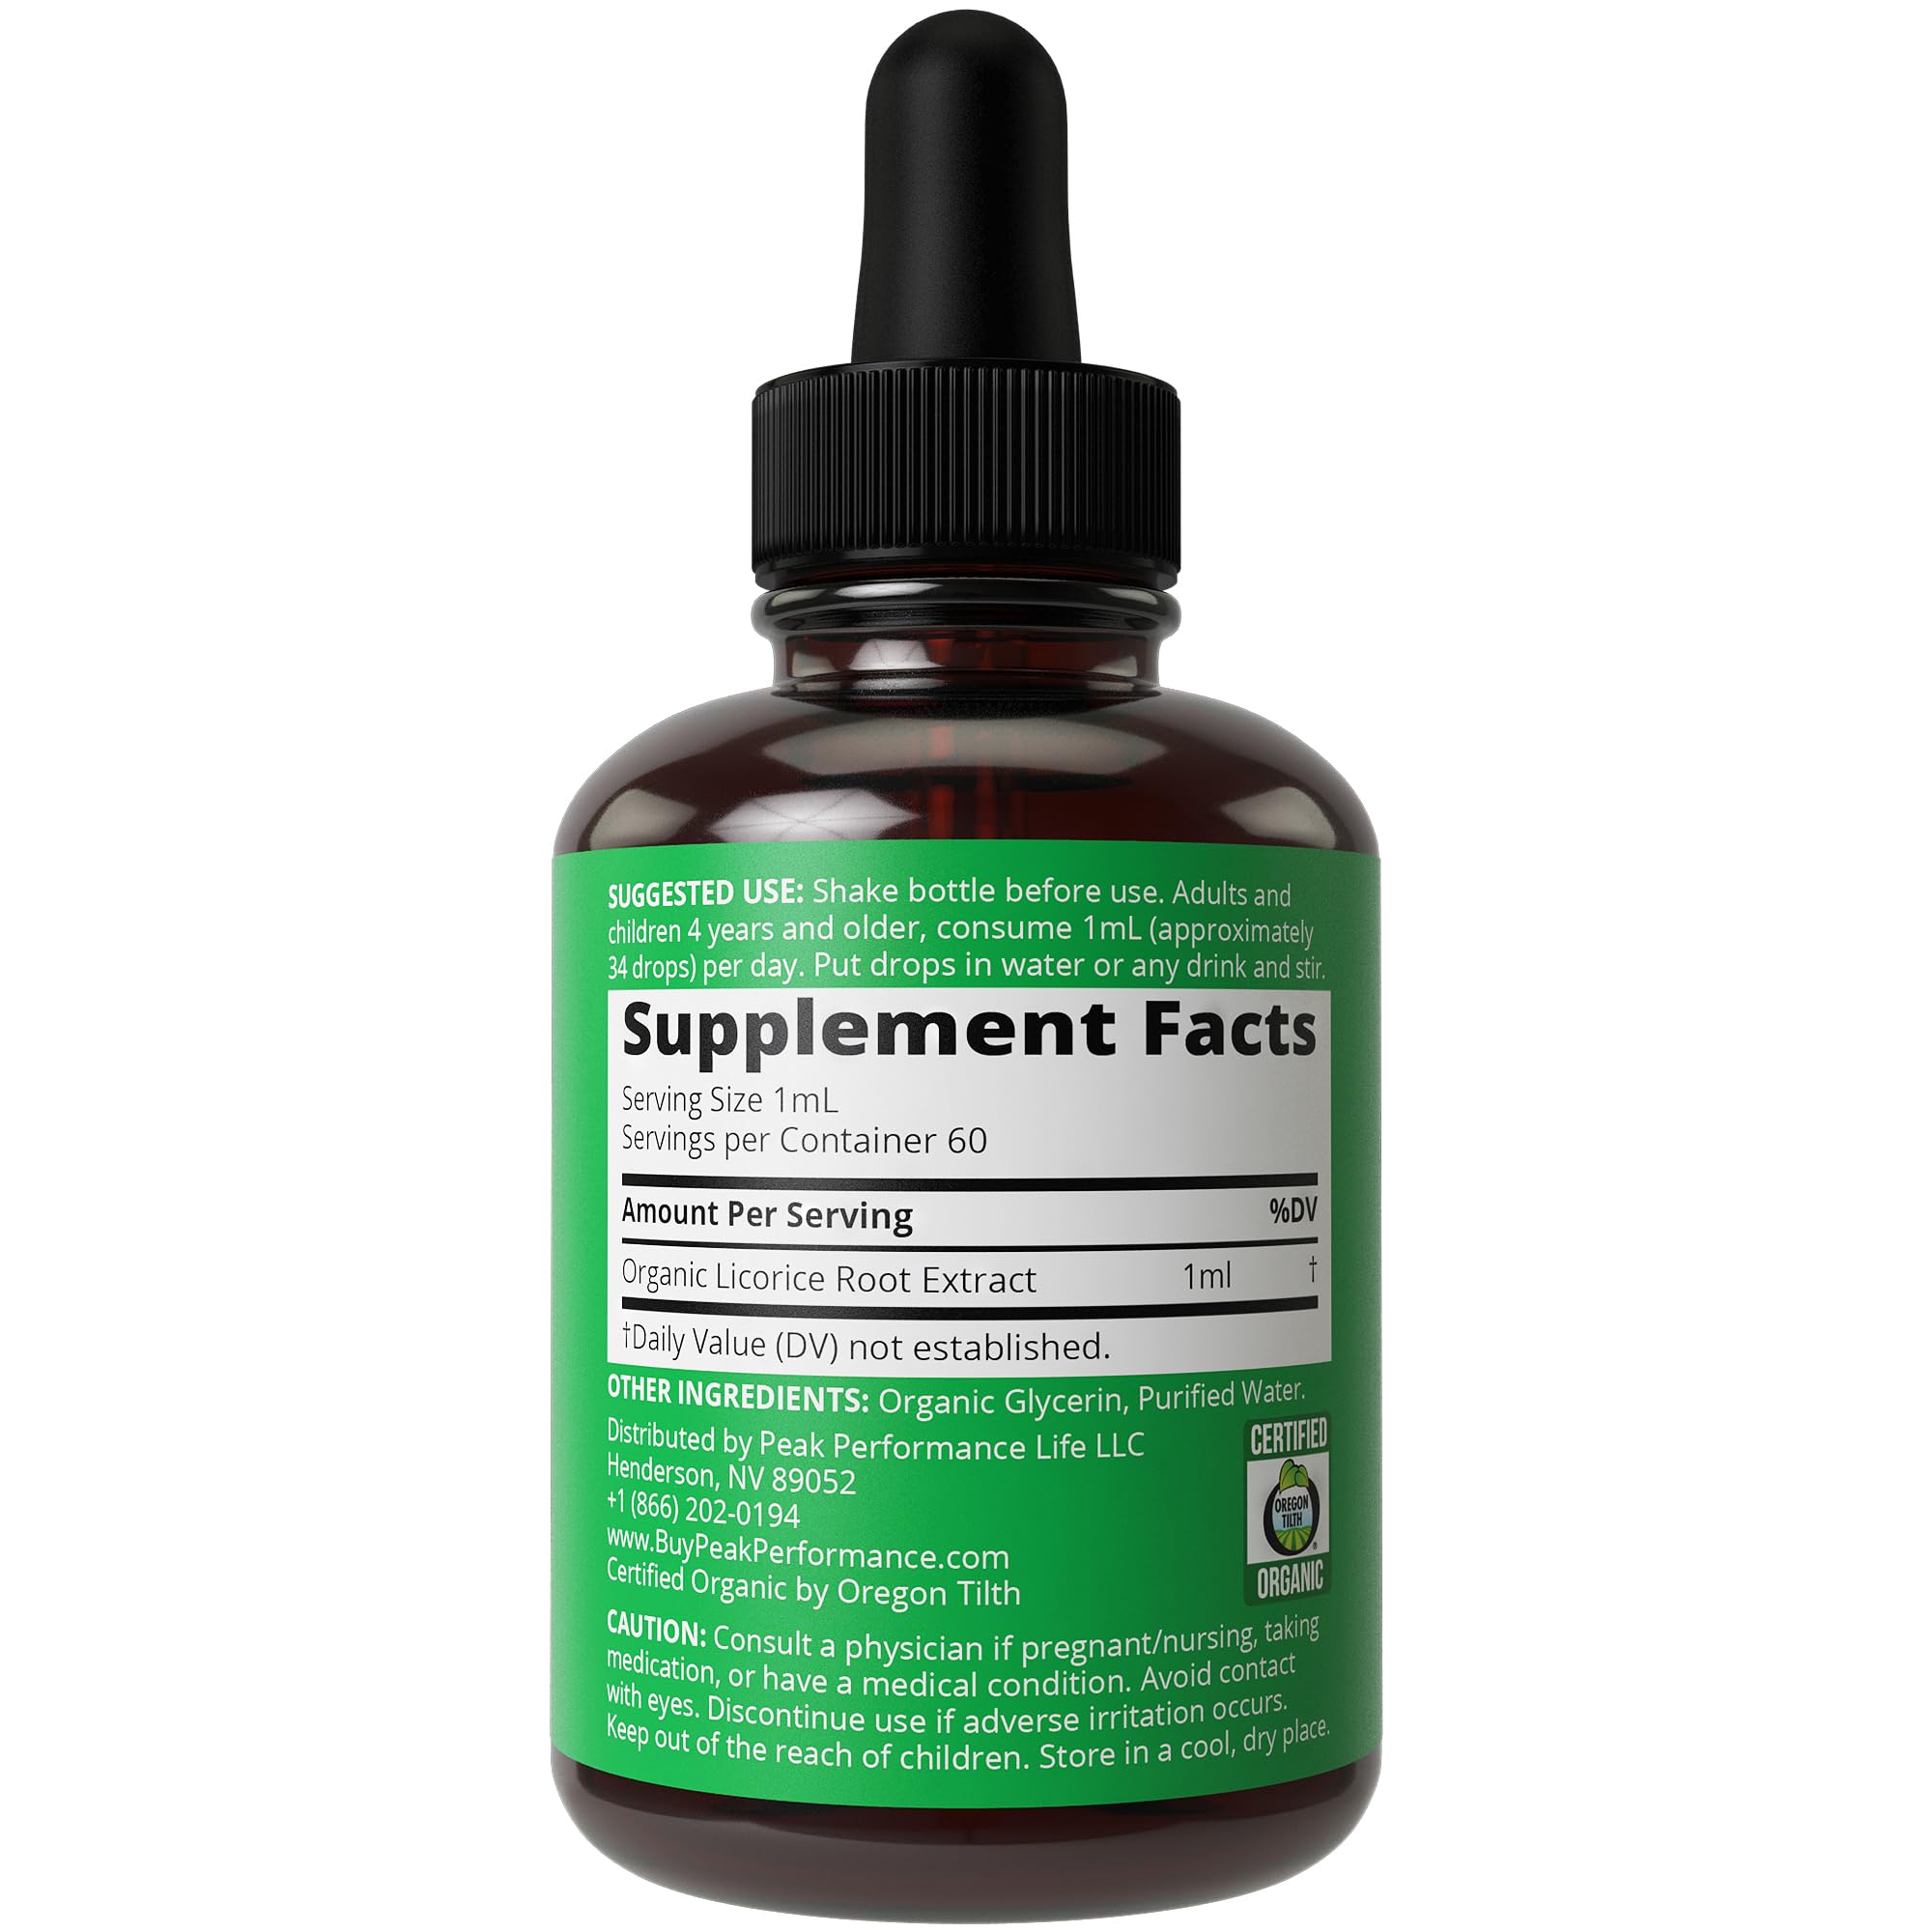 SUGGESTED USE: Shake bottle before use. Adults and
children 4 years and older, consume 1mL (approximately
34 drops) per day. Put drops in water or any drink and stir.
Supplement Facts
Serving Size 1mL
Servings per Container 60
Amount Per Serving %DV
Organic Licorice Root Extract 1ml †
†Daily Value (DV) not established.
OTHER INGREDIENTS: Organic Glycerin, Purified Water.
Distributed by Peak Performance Life LLC
Henderson, NV 89052
+1 (866) 202-0194
www.BuyPeakPerformance.com
Certified Organic by Oregon Tilth
CERTIFIED
OREGON
TILTH
®
ORGANIC
CAUTION: Consult a physician if pregnant/nursing, taking
medication, or have a medical condition. Avoid contact
with eyes. Discontinue use if adverse irritation occurs.
Keep out of the reach of children. Store in a cool, dry place.